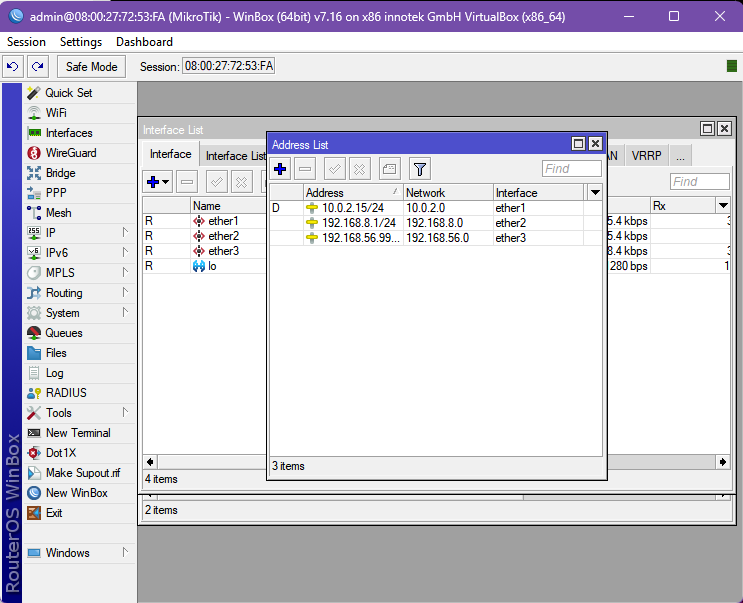 admin@08:00:27:72:53:FA (MikroTik) - WinBox (64bit) v7.16 on x86 innotek GmbH VirtualBox (x86_64)
Session Settings Dashboard
Safe Mode Session: 08:00:27:72:53:FA
RouterOS WinBox
Quick Set
WiFi
Interfaces
WireGuard
Bridge
PPP
Mesh
IP
IPv6
MPLS
Routing
System
Queues
Files
Log
RADIUS
Tools
New Terminal
Dot1X
Make Supout.rif
New WinBox
Exit
Windows
Interface List
Interface Interface List VRRP ...
Find
Name Rx
R ether1 5.4 kbps
R ether2 5.4 kbps
R ether3 8.4 kbps
R lo 280 bps
4 items
2 items
Address List
Find
Address / Network Interface
D 10.0.2.15/24 10.0.2.0 ether1
192.168.8.1/24 192.168.8.0 ether2
192.168.56.99... 192.168.56.0 ether3
3 items